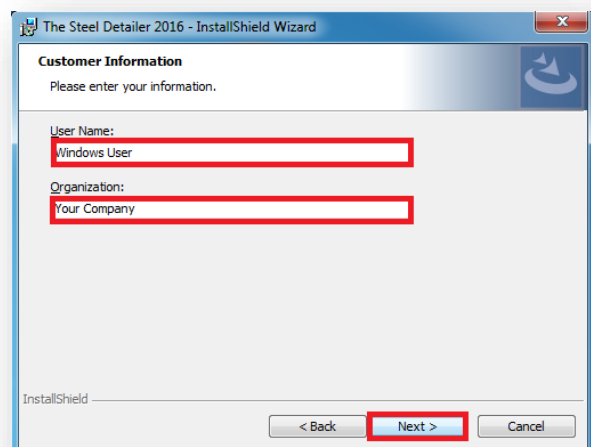 The Steel Detailer 2016 - InstallShield Wizard
Customer Information
Please enter your information.
User Name:
Windows User
Organization:
Your Company
InstallShield
< Back Next > Cancel